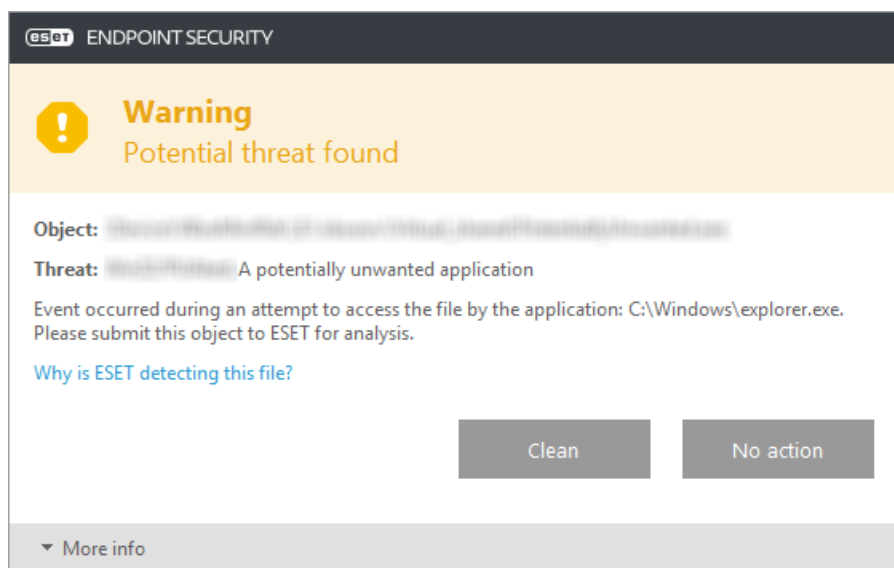 eset ENDPOINT SECURITY
Warning
Potential threat found
Object:
Threat: A potentially unwanted application
Event occurred during an attempt to access the file by the application: C:\Windows\explorer.exe.
Please submit this object to ESET for analysis.
Why is ESET detecting this file?
Clean
No action
More info